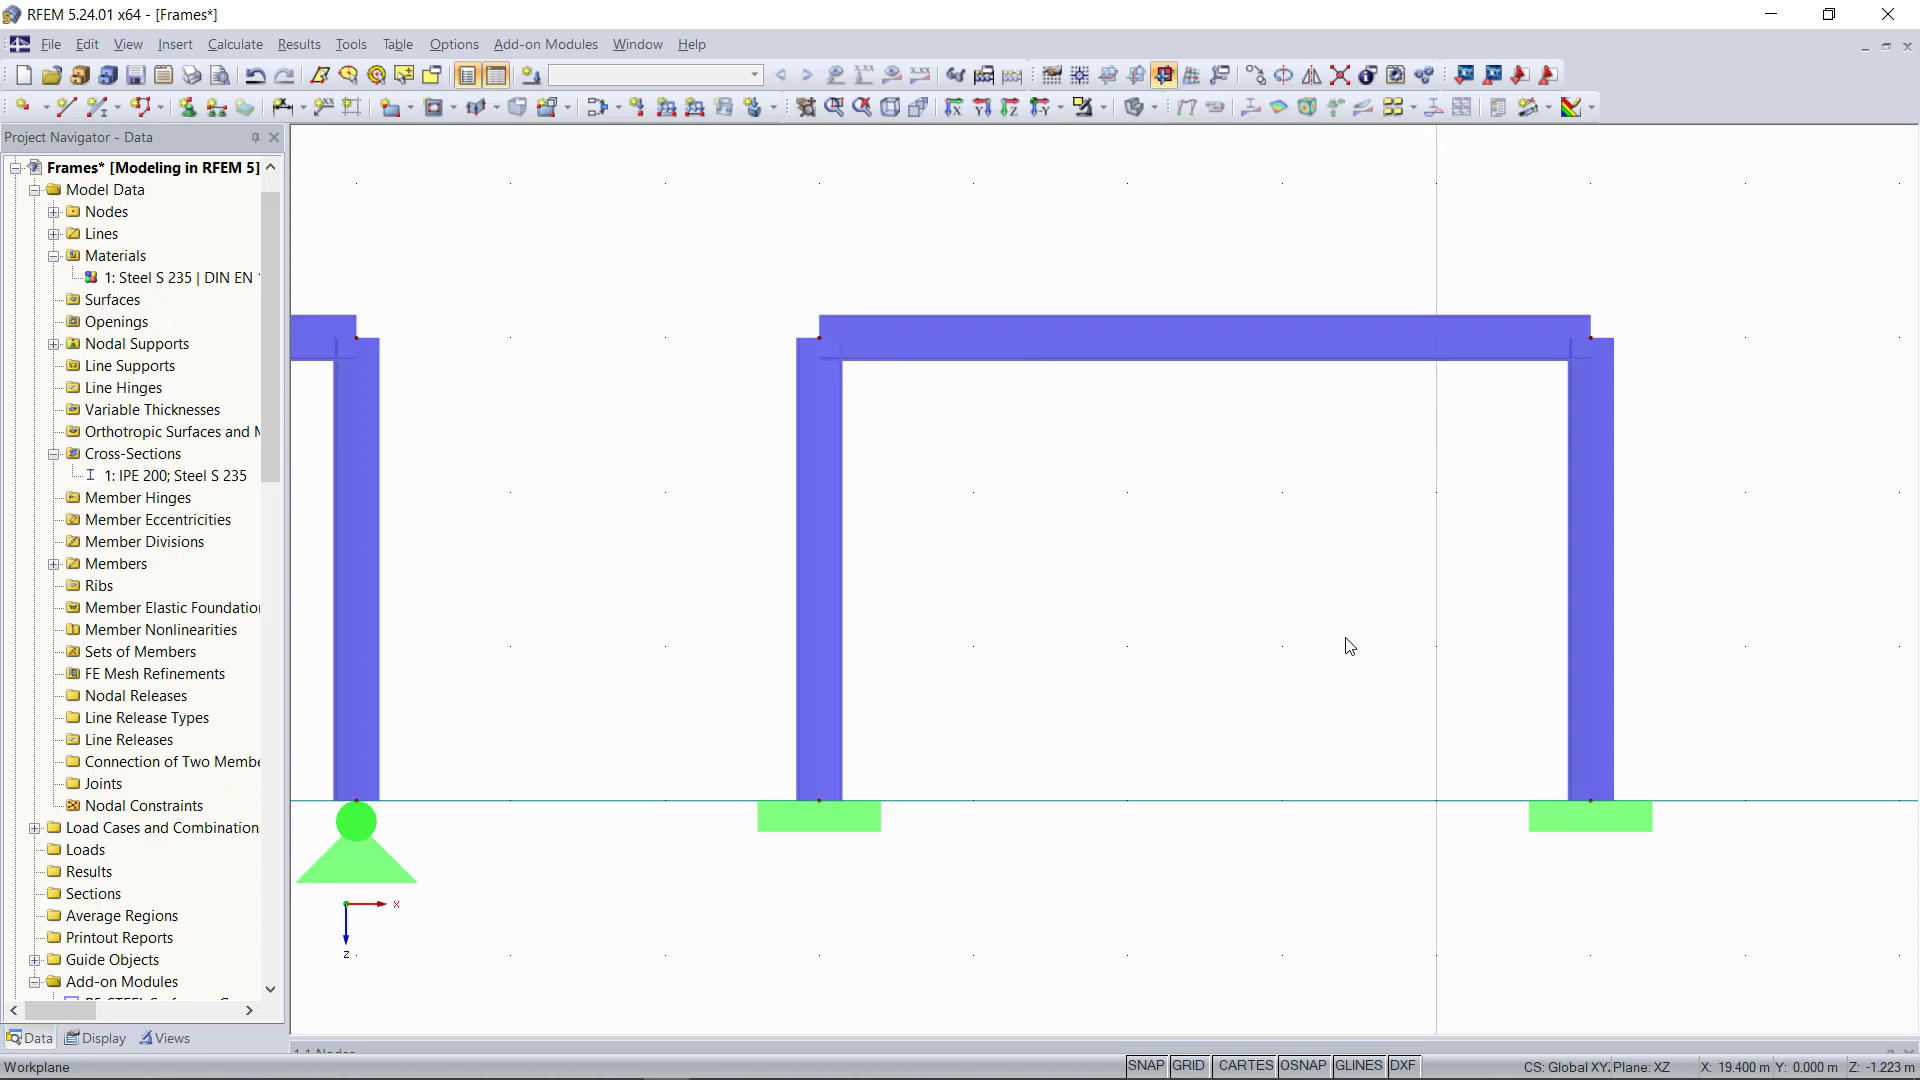 RFEM 5.24.01 x64 - [Frames*]
File Edit View Insert Calculate Results Tools Table Options Add-on Modules Window Help
Project Navigator - Data
Frames* [Modeling in RFEM 5]
Model Data
Nodes
Lines
Materials
1: Steel S 235 | DIN EN
Surfaces
Openings
Nodal Supports
Line Supports
Line Hinges
Variable Thicknesses
Orthotropic Surfaces and M
Cross-Sections
1: IPE 200; Steel S 235
Member Hinges
Member Eccentricities
Member Divisions
Members
Ribs
Member Elastic Foundatio
Member Nonlinearities
Sets of Members
FE Mesh Refinements
Nodal Releases
Line Release Types
Line Releases
Connection of Two Membe
Joints
Nodal Constraints
Load Cases and Combination
Loads
Results
Sections
Average Regions
Printout Reports
Guide Objects
Add-on Modules
x
z
Data Display Views
Workplane
SNAP GRID CARTES OSNAP GLINES DXF
CS: Global XY; Plane: XZ X: 19.400 m Y: 0.000 m Z: -1.223 m